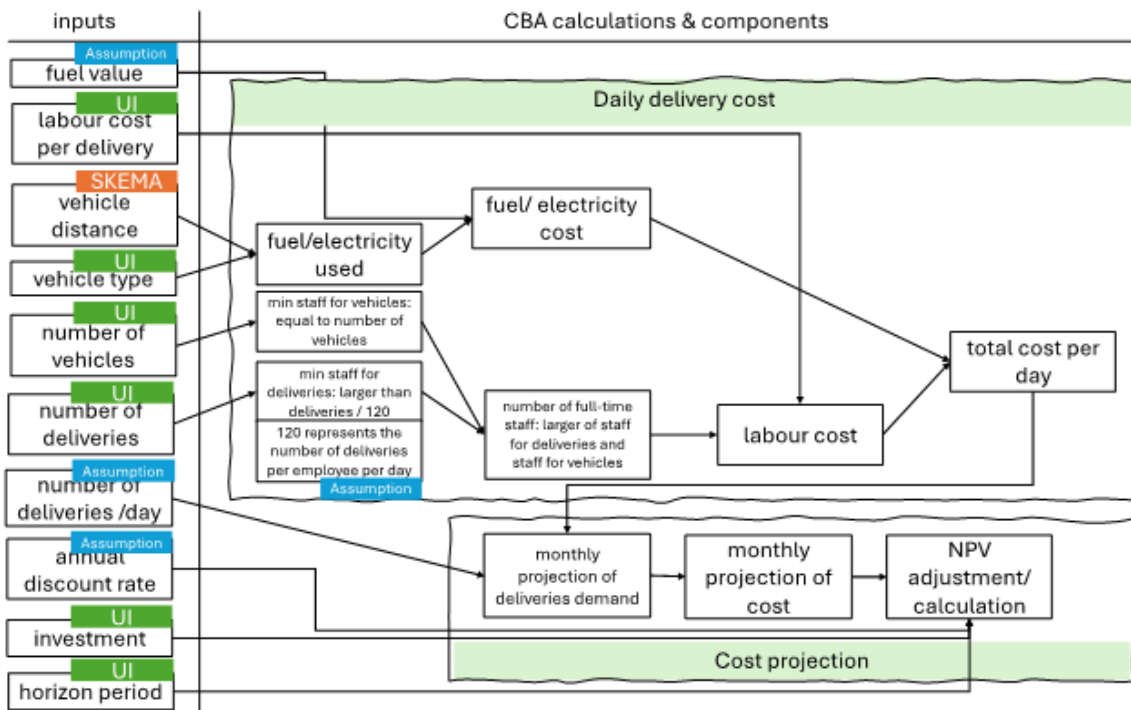 inputs
CBA calculations & components
Assumption
fuel value
UI
labour cost
per delivery
SKEMA
vehicle
distance
UI
vehicle type
UI
number of
vehicles
UI
number of
deliveries
Assumption
number of
deliveries /day
Assumption
annual
discount rate
UI
investment
UI
horizon period
Daily delivery cost
fuel/electricity
used
fuel/ electricity
cost
min staff for vehicles:
equal to number of
vehicles
min staff for
deliveries: larger than
deliveries / 120
120 represents the
number of deliveries
per employee per day
Assumption
number of full-time
staff: larger of staff
for deliveries and
staff for vehicles
labour cost
total cost per
day
monthly
projection of
deliveries demand
monthly
projection of
cost
NPV
adjustment/
calculation
Cost projection